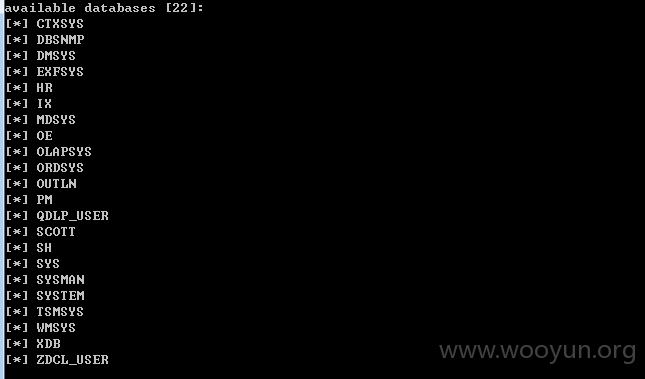 available databases [22]:
[*] CTXSYS
[*] DBSNMP
[*] DMSYS
[*] EXFSYS
[*] HR
[*] IX
[*] MDSYS
[*] OE
[*] OLAPSYS
[*] ORDSYS
[*] OUTLN
[*] PM
[*] QDLP_USER
[*] SCOTT
[*] SH
[*] SYS
[*] SYSMAN
[*] SYSTEM
[*] TSMSYS
[*] WMSYS
[*] XDB
[*] ZDCL_USER
www.wooyun.org